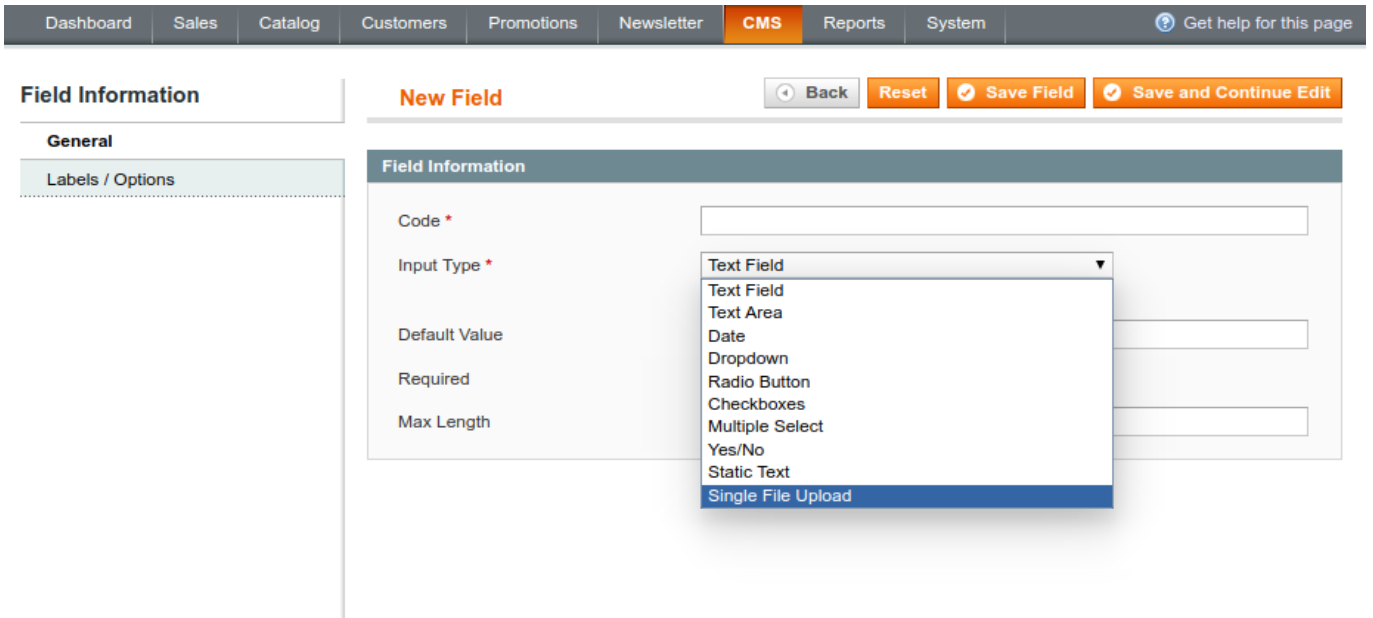 Dashboard Sales Catalog Customers Promotions Newsletter CMS Reports System Get help for this page
Field Information
General
Labels / Options
New Field
Back Reset Save Field Save and Continue Edit
Field Information
Code *
Input Type * Text Field
Text Field
Text Area
Date
Default Value
Dropdown
Radio Button
Required
Checkboxes
Max Length
Multiple Select
Yes/No
Static Text
Single File Upload